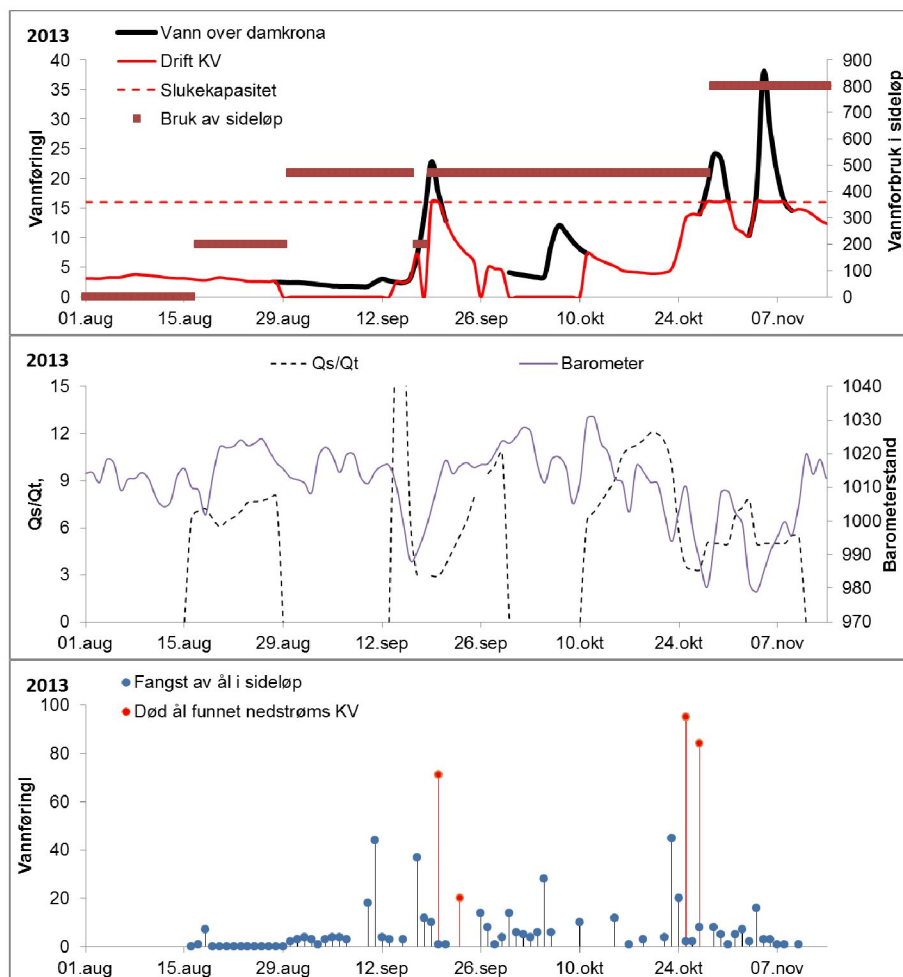 2013
Vann over damkrona
Drift KV
Slukekapasitet
Bruk av sideløp
Vannføringl
Vannforbruk i sideløp
40 900
35 800
30 700
25 600
20 500
15 400
300
10 200
5 100
0 0
01.aug 15.aug 29.aug 12.sep 26.sep 10.okt 24.okt 07.nov
2013
Qs/Qt Barometer
Qs/Qt,
Barometerstand
15 1040
1030
12 1020
9 1010
6 1000
990
3 980
0 970
01.aug 15.aug 29.aug 12.sep 26.sep 10.okt 24.okt 07.nov
2013
Fangst av ål i sideløp
Død ål funnet nedstrøms KV
Vannføringl
100
80
60
40
20
0
01.aug 15.aug 29.aug 12.sep 26.sep 10.okt 24.okt 07.nov